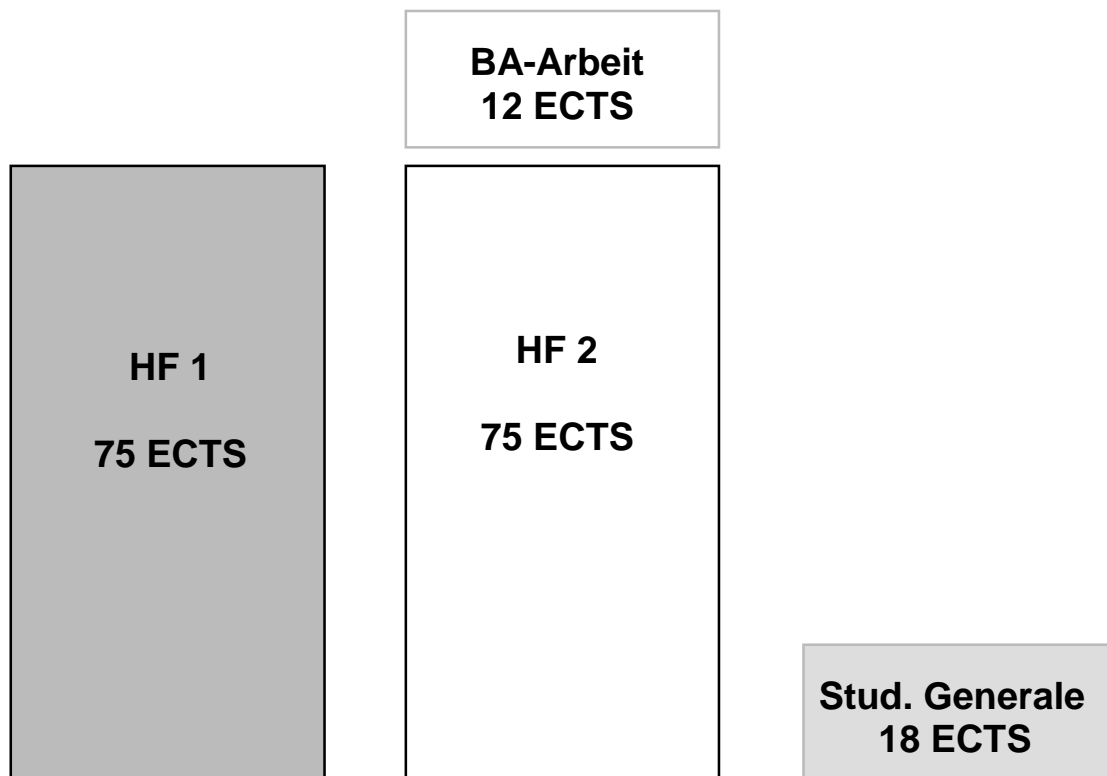 BA-Arbeit
12 ECTS
HF 1
75 ECTS
HF 2
75 ECTS
Stud. Generale
18 ECTS